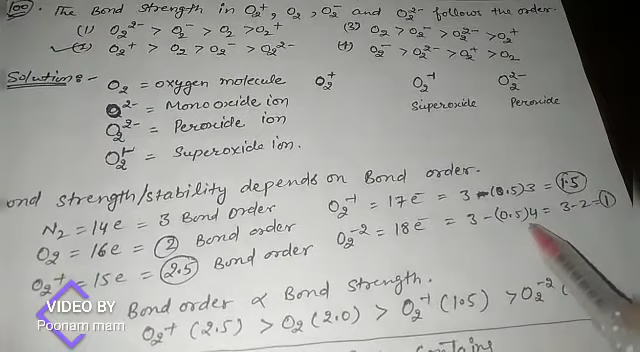 100. The Bond Strength in O₂⁺, O₂, O₂⁻ and O₂²⁻ follows the order.
(1) O₂²⁻ > O₂⁻ > O₂ > O₂⁺ (3) O₂ > O₂⁻ > O₂²⁻ > O₂⁺
✓(2) O₂⁺ > O₂ > O₂⁻ > O₂²⁻ (4) O₂⁻ > O₂²⁻ > O₂⁺ > O₂
Solution:- O₂ = oxygen molecule O₂⁺ O₂⁻¹ O₂²⁻
O²⁻ = Mono oxide ion Superoxide Peroxide
O₂²⁻ = Peroxide ion
O₂¹⁻ = Superoxide ion.
ond strength/stability depends on Bond order.
N₂ = 14e = 3 Bond order O₂⁻¹ = 17e⁻ = 3 - (0.5)3 = 1.5
O₂ = 16e = 2 Bond order O₂⁻² = 18e⁻ = 3 - (0.5)4 = 3-2 = 1
O₂⁺ = 15e = 2.5 Bond order
Bond order ∝ Bond Strength.
O₂⁺ (2.5) > O₂ (2.0) > O₂⁻¹ (1.5) > O₂⁻² (
VIDEO BY
Poonam mam